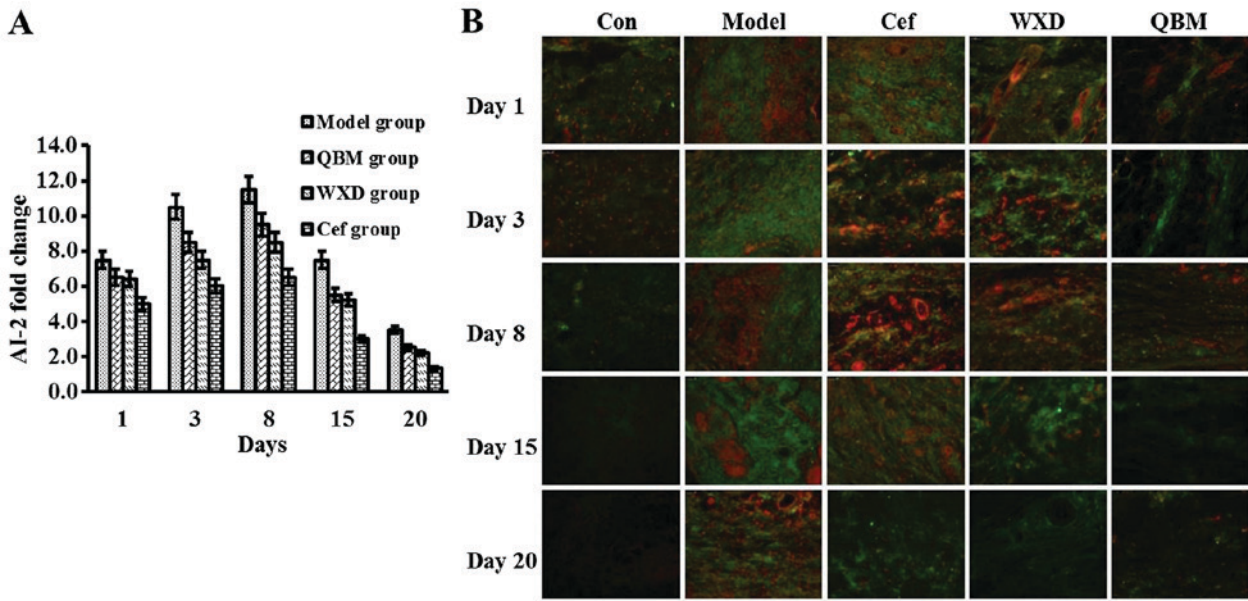 A
Model group
QBM group
WXD group
Cef group
AI-2 fold change
14.0
12.0
10.0
8.0
6.0
4.0
2.0
0.0
1 3 8 15 20
Days
B
Con Model Cef WXD QBM
Day 1
Day 3
Day 8
Day 15
Day 20